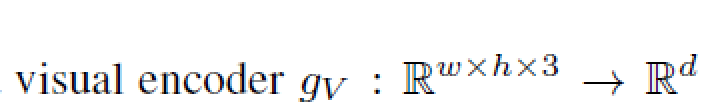 visual encoder g_V : ℝ^{w×h×3} → ℝ^d